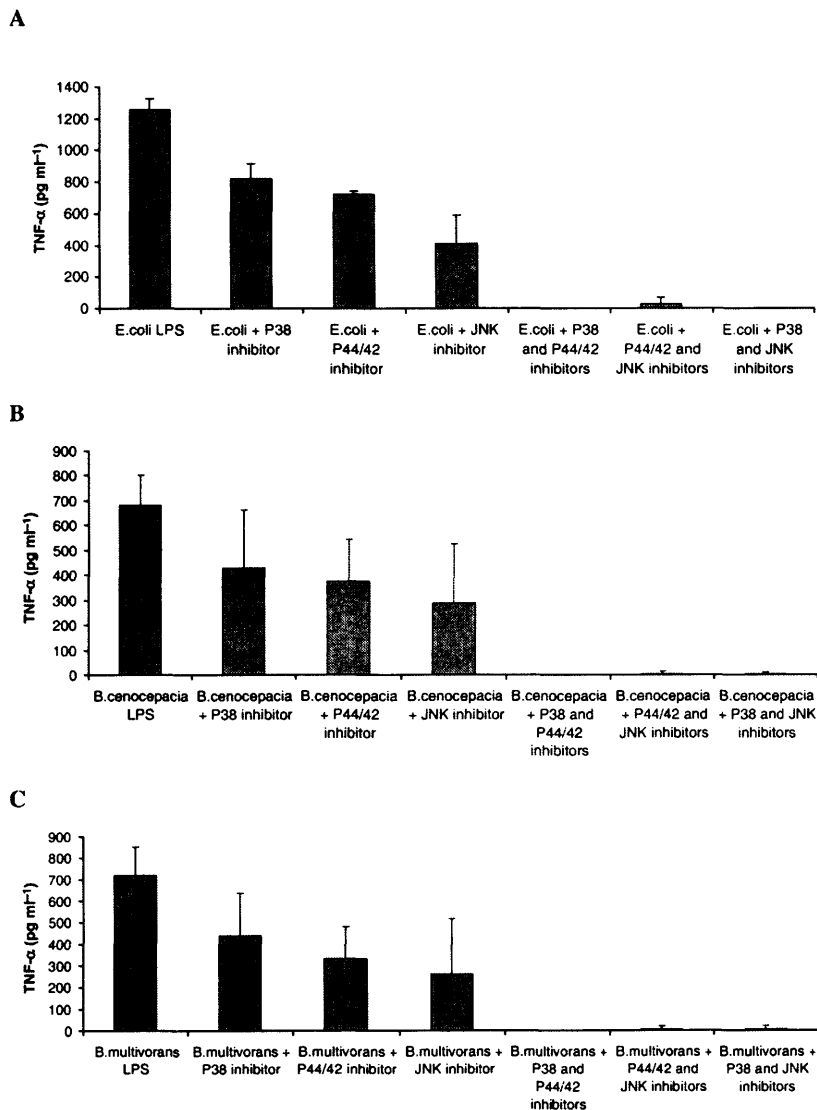 A
1400
1200
1000
800
600
400
200
0
TNF-α (pg ml⁻¹)
E.coli LPS
E.coli + P38
inhibitor
E.coli +
P44/42
inhibitor
E.coli + JNK
inhibitor
E.coli + P38
and P44/42
inhibitors
E.coli +
P44/42 and
JNK inhibitors
E.coli + P38
and JNK
inhibitors
B
900
800
700
600
500
400
300
200
100
0
TNF-α (pg ml⁻¹)
B.cenocepacia
LPS
B.cenocepacia
+ P38 inhibitor
B.cenocepacia
+ P44/42
inhibitor
B.cenocepacia
+ JNK inhibitor
B.cenocepacia
+ P38 and
P44/42
inhibitors
B.cenocepacia
+ P44/42 and
JNK inhibitors
B.cenocepacia
+ P38 and JNK
inhibitors
C
900
800
700
600
500
400
300
200
100
0
TNF-α (pg ml⁻¹)
B.multivorans
LPS
B.multivorans +
P38 inhibitor
B.multivorans +
P44/42 inhibitor
B.multivorans +
JNK inhibitor
B.multivorans +
P38 and
P44/42
inhibitors
B.multivorans +
P44/42 and
JNK inhibitors
B.multivorans +
P38 and JNK
inhibitors